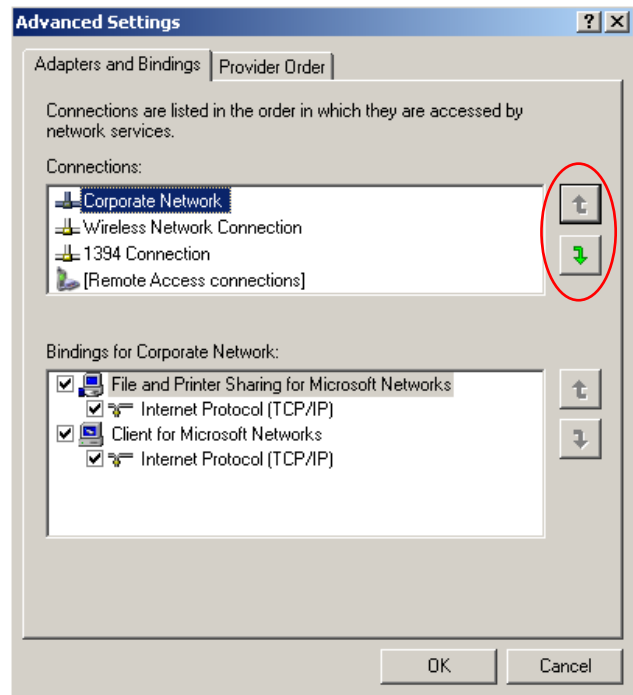 Advanced Settings
Adapters and Bindings
Provider Order
Connections are listed in the order in which they are accessed by
network services.
Connections:
Corporate Network
Wireless Network Connection
1394 Connection
[Remote Access connections]
Bindings for Corporate Network:
File and Printer Sharing for Microsoft Networks
Internet Protocol (TCP/IP)
Client for Microsoft Networks
Internet Protocol (TCP/IP)
OK
Cancel